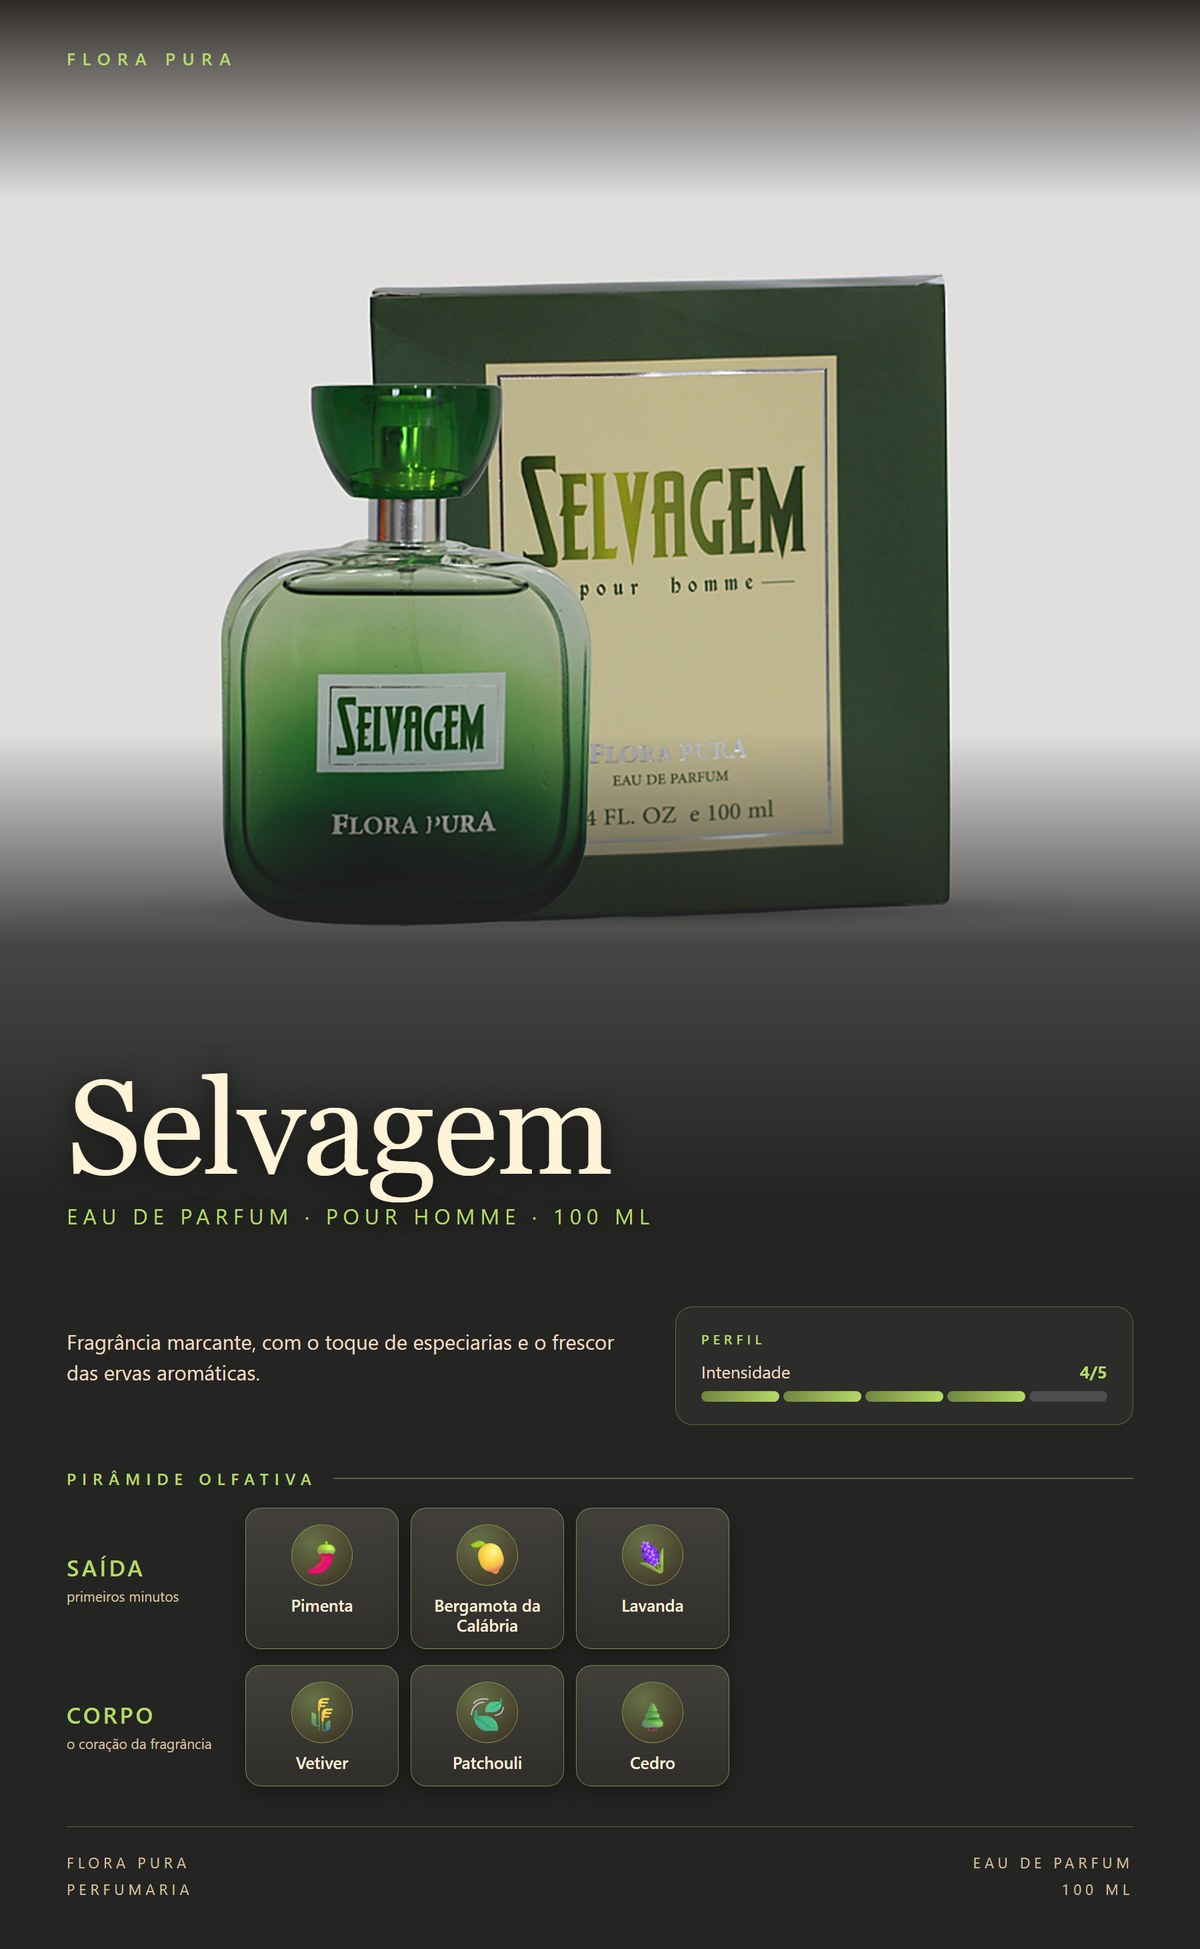 FLORA PURA
SELVAGEM
pour homme
FLORA PURA
EAU DE PARFUM
4 FL. OZ e 100 ml
SELVAGEM
FLORA PURA
Selvagem
EAU DE PARFUM · POUR HOMME · 100 ML
Fragrância marcante, com o toque de especiarias e o frescor
das ervas aromáticas.
PERFIL
Intensidade 4/5
PIRÂMIDE OLFATIVA
SAÍDA
primeiros minutos
Pimenta
Bergamota da
Calábria
Lavanda
CORPO
o coração da fragrância
Vetiver
Patchouli
Cedro
FLORA PURA
PERFUMARIA
EAU DE PARFUM
100 ML